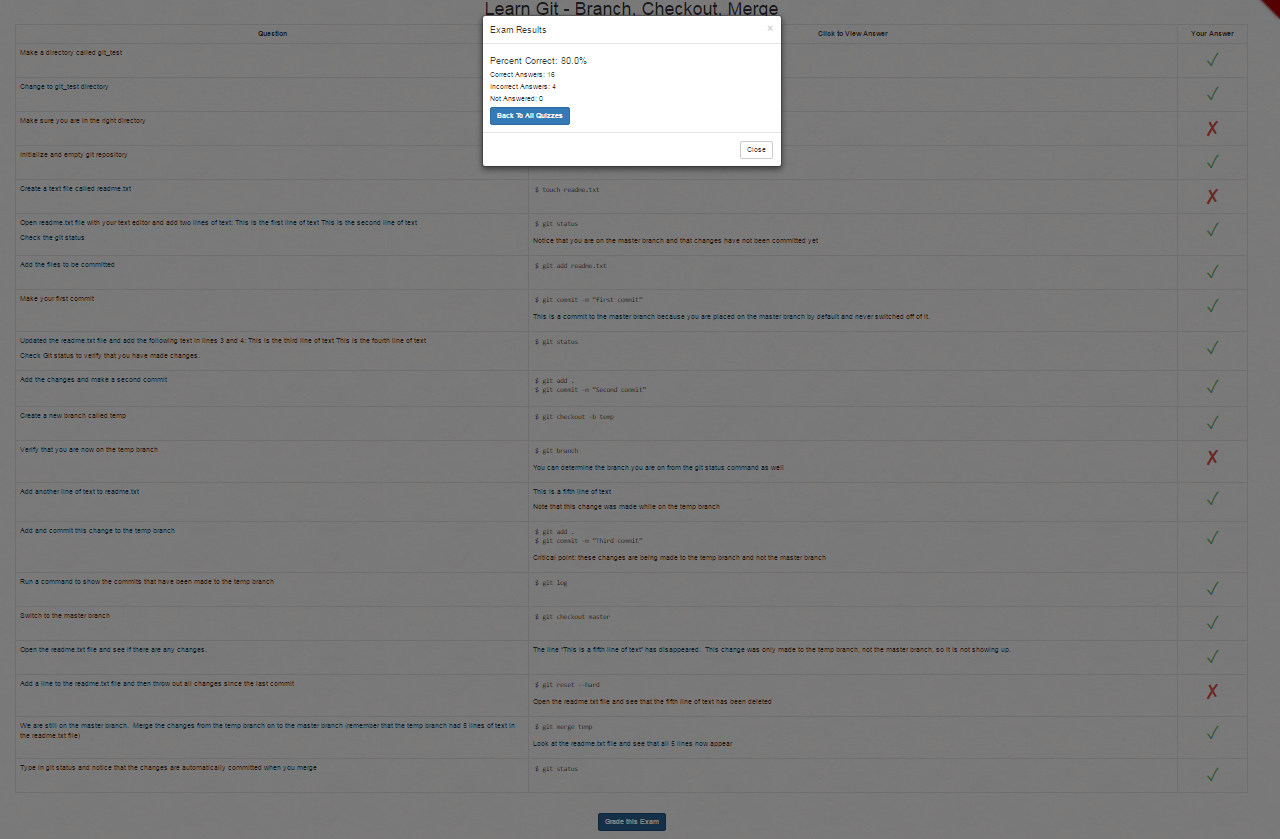 Learn Git - Branch, Checkout, Merge
Exam Results ×
Percent Correct: 80.0%
Correct Answers: 16
Incorrect Answers: 4
Not Answered: 0
Back To All Quizzes
Close
Question Click to View Answer Your Answer
Make a directory called git_test ✓
Change to git_test directory ✓
Make sure you are in the right directory ✗
Initialize and empty git repository ✓
Create a text file called readme.txt $ touch readme.txt ✗
Open readme.txt file with your text editor and add two lines of text: This is the first line of text This is the second line of text
Check the git status
$ git status ✓
Notice that you are on the master branch and that changes have not been committed yet
Add the files to be committed $ git add readme.txt ✓
Make your first commit $ git commit -m "First commit" ✓
This is a commit to the master branch because you are placed on the master branch by default and never switched off of it.
Updated the readme.txt file and add the following text in lines 3 and 4: This is the third line of text This is the fourth line of text
Check Git status to verify that you have made changes.
$ git status ✓
Add the changes and make a second commit $ git add .
$ git commit -m "Second commit" ✓
Create a new branch called temp $ git checkout -b temp ✓
Verify that you are now on the temp branch $ git branch ✗
You can determine the branch you are on from the git status command as well
Add another line of text to readme.txt This is a fifth line of text ✓
Note that this change was made while on the temp branch
Add and commit this change to the temp branch $ git add .
$ git commit -m "Third commit" ✓
Critical point: these changes are being made to the temp branch and not the master branch
Run a command to show the commits that have been made to the temp branch $ git log ✓
Switch to the master branch $ git checkout master ✓
Open the readme.txt file and see if there are any changes. The line "This is a fifth line of text" has disappeared. This change was only made to the temp branch, not the master branch, so it is not showing up. ✓
Add a line to the readme.txt file and then throw out all changes since the last commit $ git reset --hard ✗
Open the readme.txt file and see that the fifth line of text has been deleted
We are still on the master branch. Merge the changes from the temp branch on to the master branch (remember that the temp branch had 5 lines of text in
the readme.txt file)
$ git merge temp ✓
Look at the readme.txt file and see that all 5 lines now appear
Type in git status and notice that the changes are automatically committed when you merge $ git status ✓
Grade this Exam